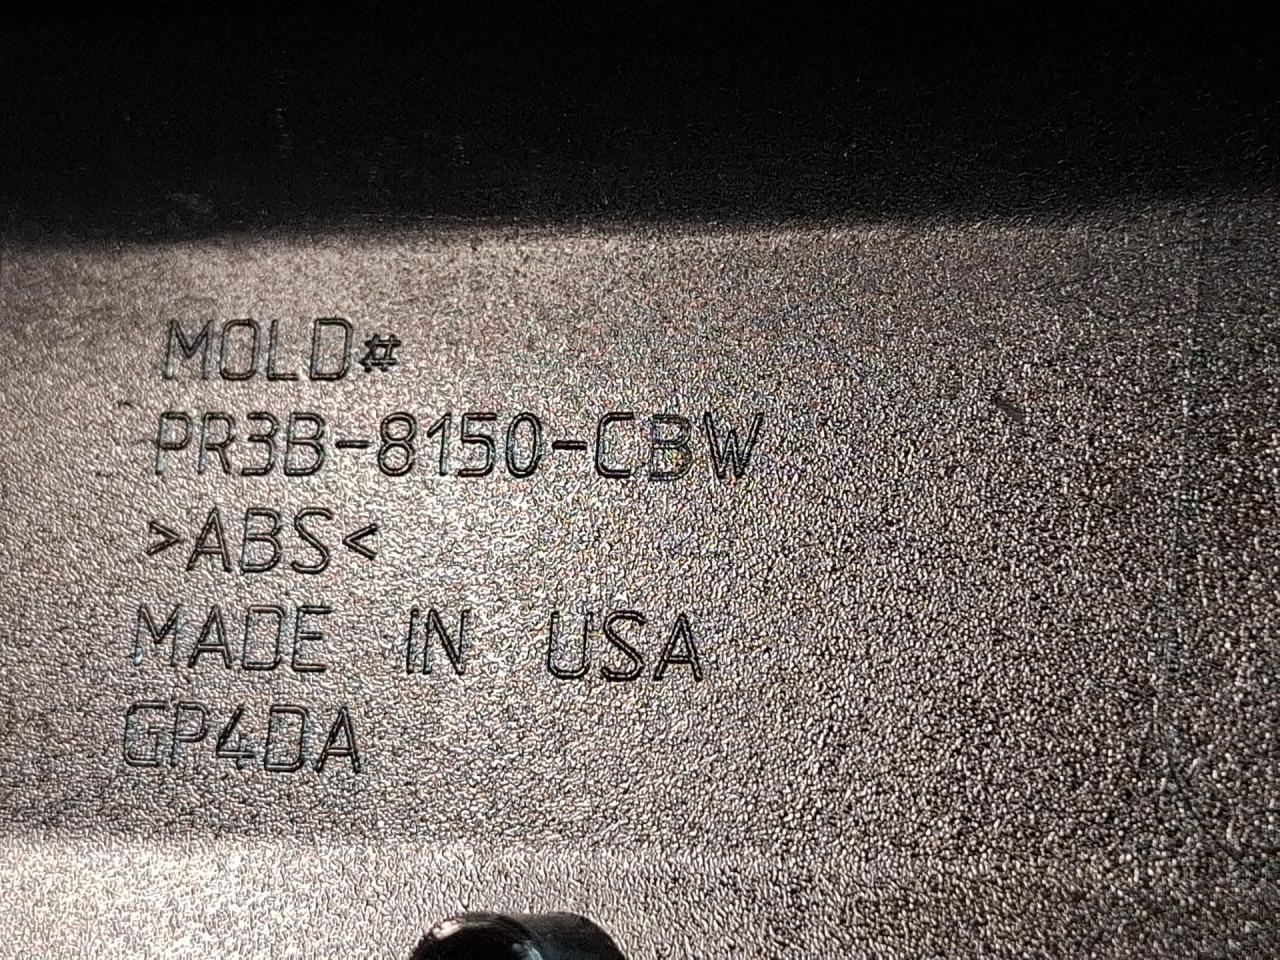 MOLD#
PR3B-8150-CBW
>ABS<
MADE IN USA
GP4DA